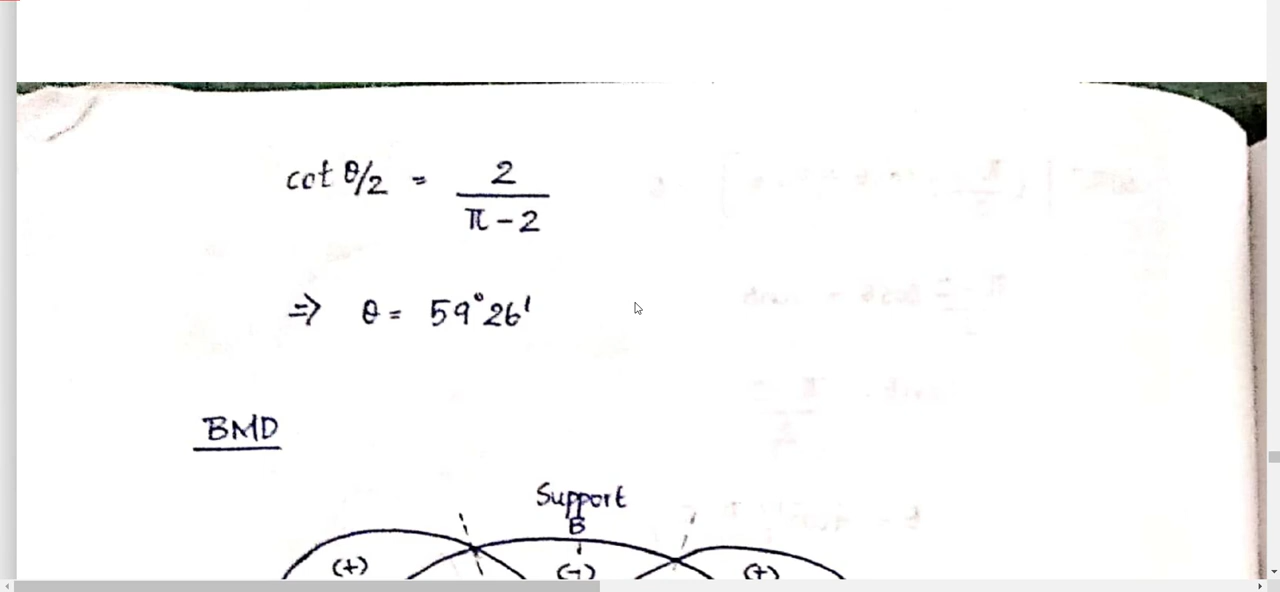 cot θ/2 = 2 / (π - 2)
⇒ θ = 59°26'
BMD
Support
B
(+) (-) (+)